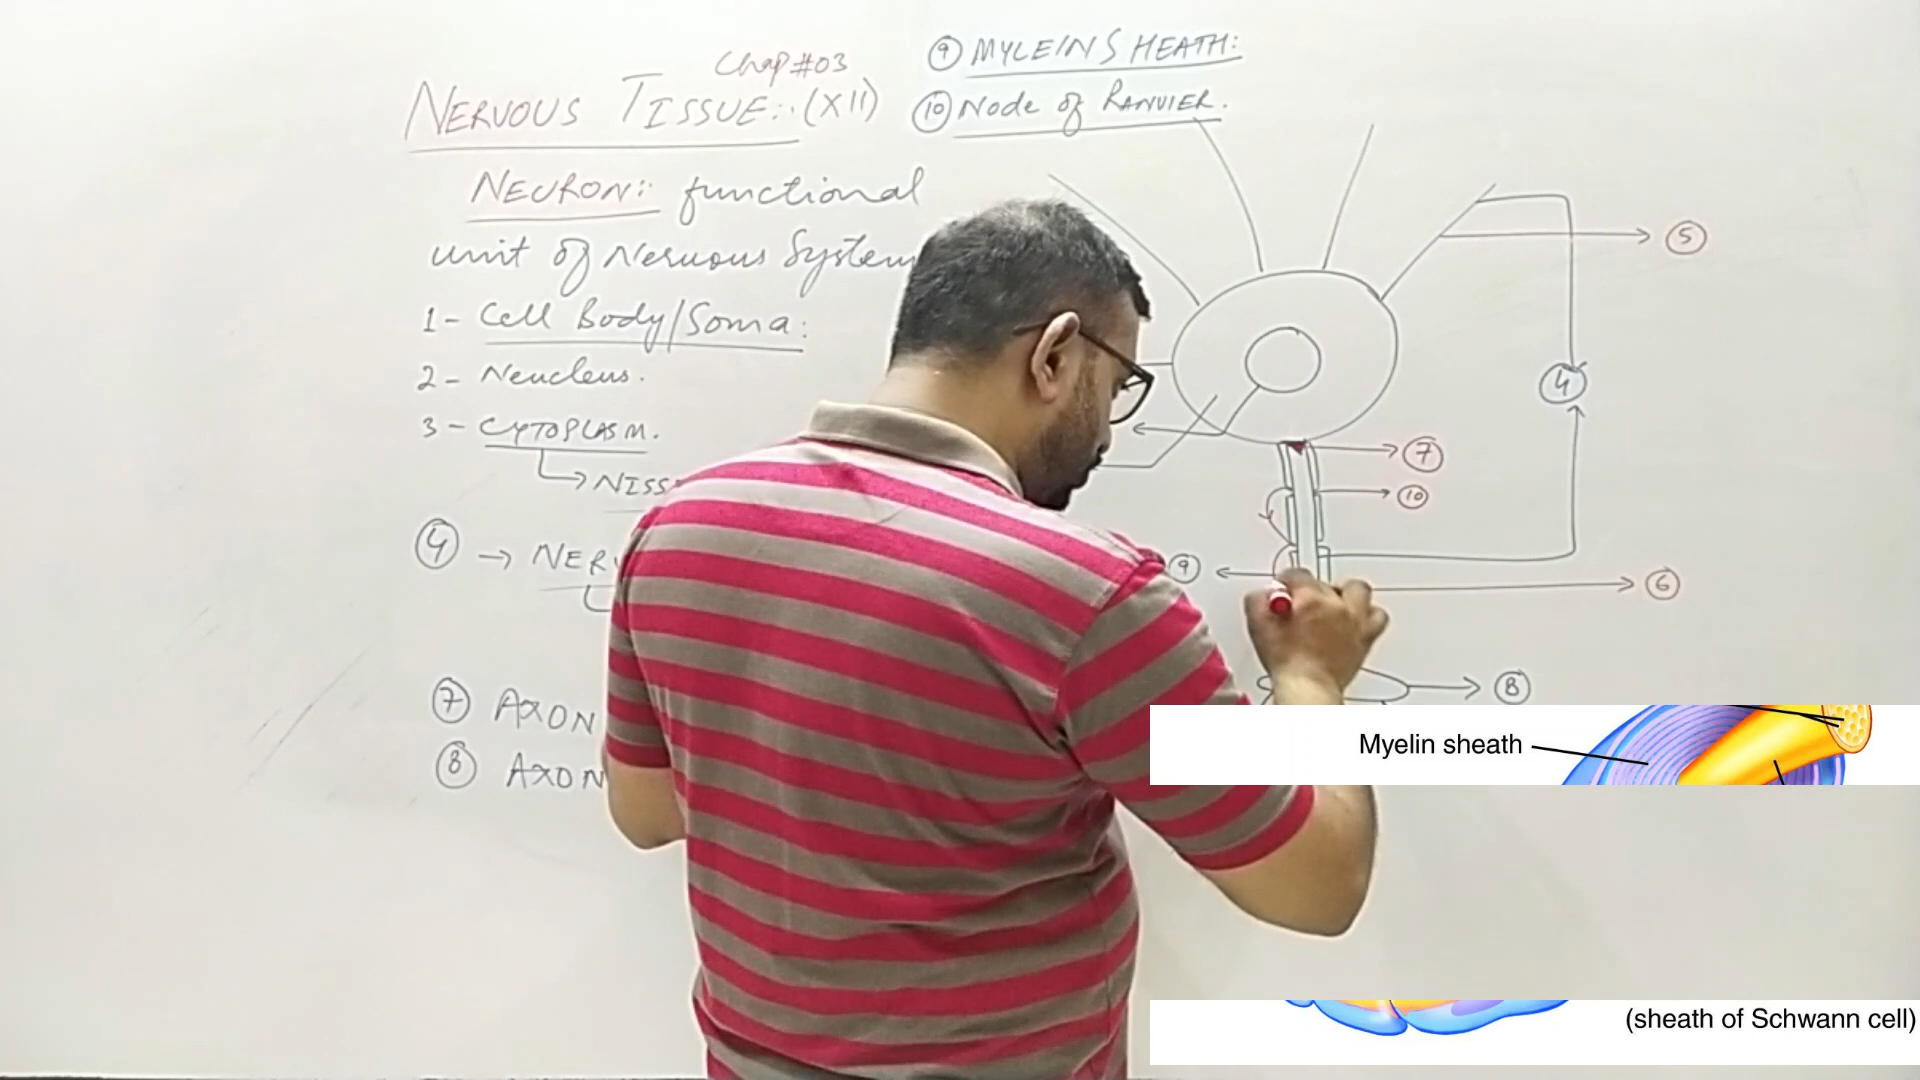 Chap #03
NERVOUS TISSUE:. (XII)
NEURON:: functional
unit of Nervous System
1- Cell Body/Soma:
2- Neucleus.
3- CYTOPLASM.
④ →
⑦ AXON
⑧ AXON
⑨ MYLEIN SHEATH:
⑩ Node of RANVIER.
⑤
④
⑦
⑩
⑨
⑥
⑧
Myelin sheath
(sheath of Schwann cell)